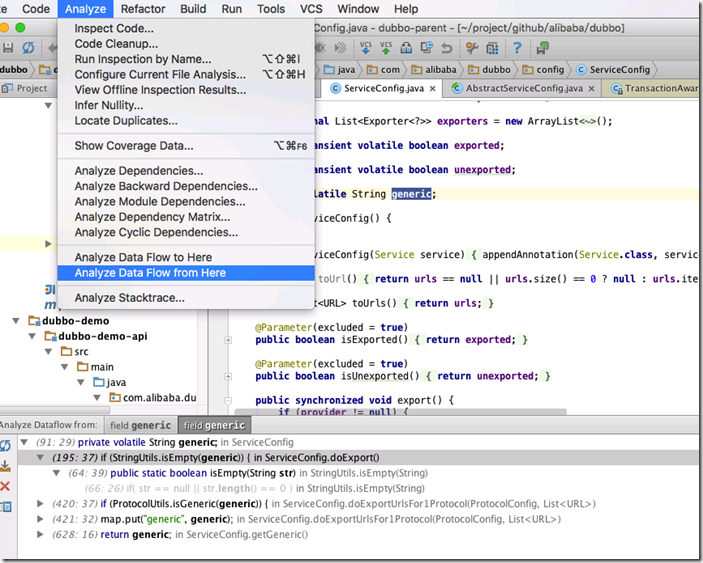 Code Analyze Refactor Build Run Tools VCS Window Help
Config.java - dubbo-parent - [~/project/github/alibaba/dubbo]
Inspect Code...
Code Cleanup...
Run Inspection by Name... ⌥⇧⌘I
Configure Current File Analysis... ⌥⇧⌘H
View Offline Inspection Results...
Infer Nullity...
Locate Duplicates...
Show Coverage Data... ⌥⌘F6
Analyze Dependencies...
Analyze Backward Dependencies...
Analyze Module Dependencies...
Analyze Dependency Matrix...
Analyze Cyclic Dependencies...
Analyze Data Flow to Here
Analyze Data Flow from Here
Analyze Stacktrace...
VCS VCS ?
dubbo java com alibaba dubbo config ServiceConfig
Project
ServiceConfig.java × AbstractServiceConfig.java × TransactionAwar
nal List<Exporter<?>> exporters = new ArrayList<~>();
ansient volatile boolean exported;
ansient volatile boolean unexported;
latile String generic;
viceConfig() {
viceConfig(Service service) { appendAnnotation(Service.class, servic
toUrl() { return urls == null || urls.size() == 0 ? null : urls.ite
t<URL> toUrls() { return urls; }
@Parameter(excluded = true)
public boolean isExported() { return exported; }
@Parameter(excluded = true)
public boolean isUnexported() { return unexported; }
public synchronized void export() {
if (provider != null) {
dubbo-demo
dubbo-demo-api
src
main
java
com.alibaba.du
Analyze Dataflow from: field generic field generic
(91: 29) private volatile String generic; in ServiceConfig
(195: 37) if (StringUtils.isEmpty(generic)) { in ServiceConfig.doExport()
(64: 39) public static boolean isEmpty(String str) in StringUtils.isEmpty(String)
(66: 26) if( str == null || str.length() == 0 ) in StringUtils.isEmpty(String)
(420: 37) if (ProtocolUtils.isGeneric(generic)) { in ServiceConfig.doExportUrlsFor1Protocol(ProtocolConfig, List<URL>)
(421: 32) map.put("generic", generic); in ServiceConfig.doExportUrlsFor1Protocol(ProtocolConfig, List<URL>)
(628: 16) return generic; in ServiceConfig.getGeneric()